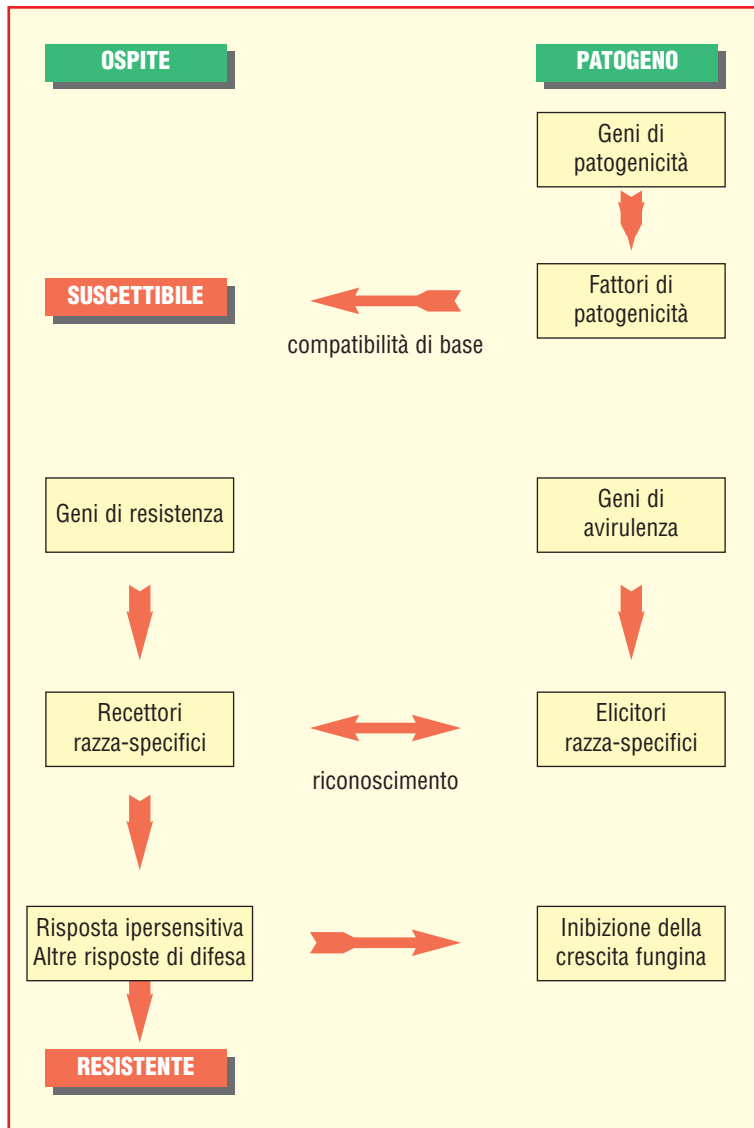 OSPITE
PATOGENO
Geni di
patogenicità
SUSCETTIBILE
Fattori di
patogenicità
compatibilità di base
Geni di resistenza
Geni di
avirulenza
Recettori
razza-specifici
Elicitori
razza-specifici
riconoscimento
Risposta ipersensitiva
Altre risposte di difesa
Inibizione della
crescita fungina
RESISTENTE